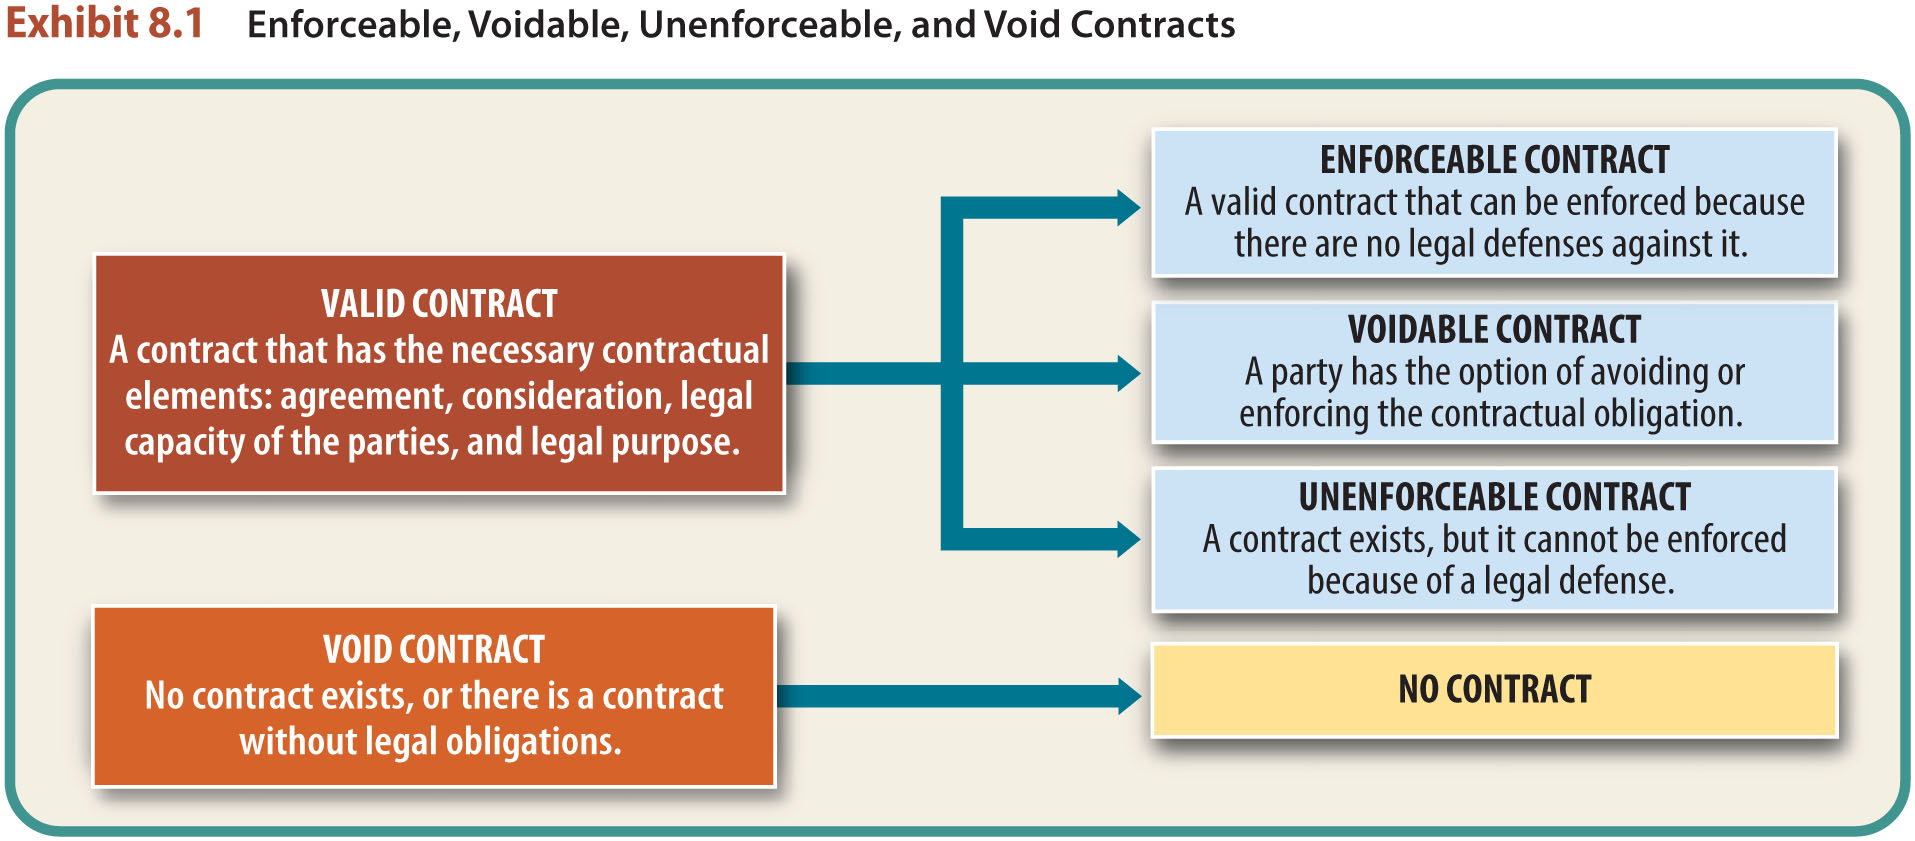 Exhibit 8.1 Enforceable, Voidable, Unenforceable, and Void Contracts
VALID CONTRACT
A contract that has the necessary contractual
elements: agreement, consideration, legal
capacity of the parties, and legal purpose.
ENFORCEABLE CONTRACT
A valid contract that can be enforced because
there are no legal defenses against it.
VOIDABLE CONTRACT
A party has the option of avoiding or
enforcing the contractual obligation.
UNENFORCEABLE CONTRACT
A contract exists, but it cannot be enforced
because of a legal defense.
VOID CONTRACT
No contract exists, or there is a contract
without legal obligations.
NO CONTRACT